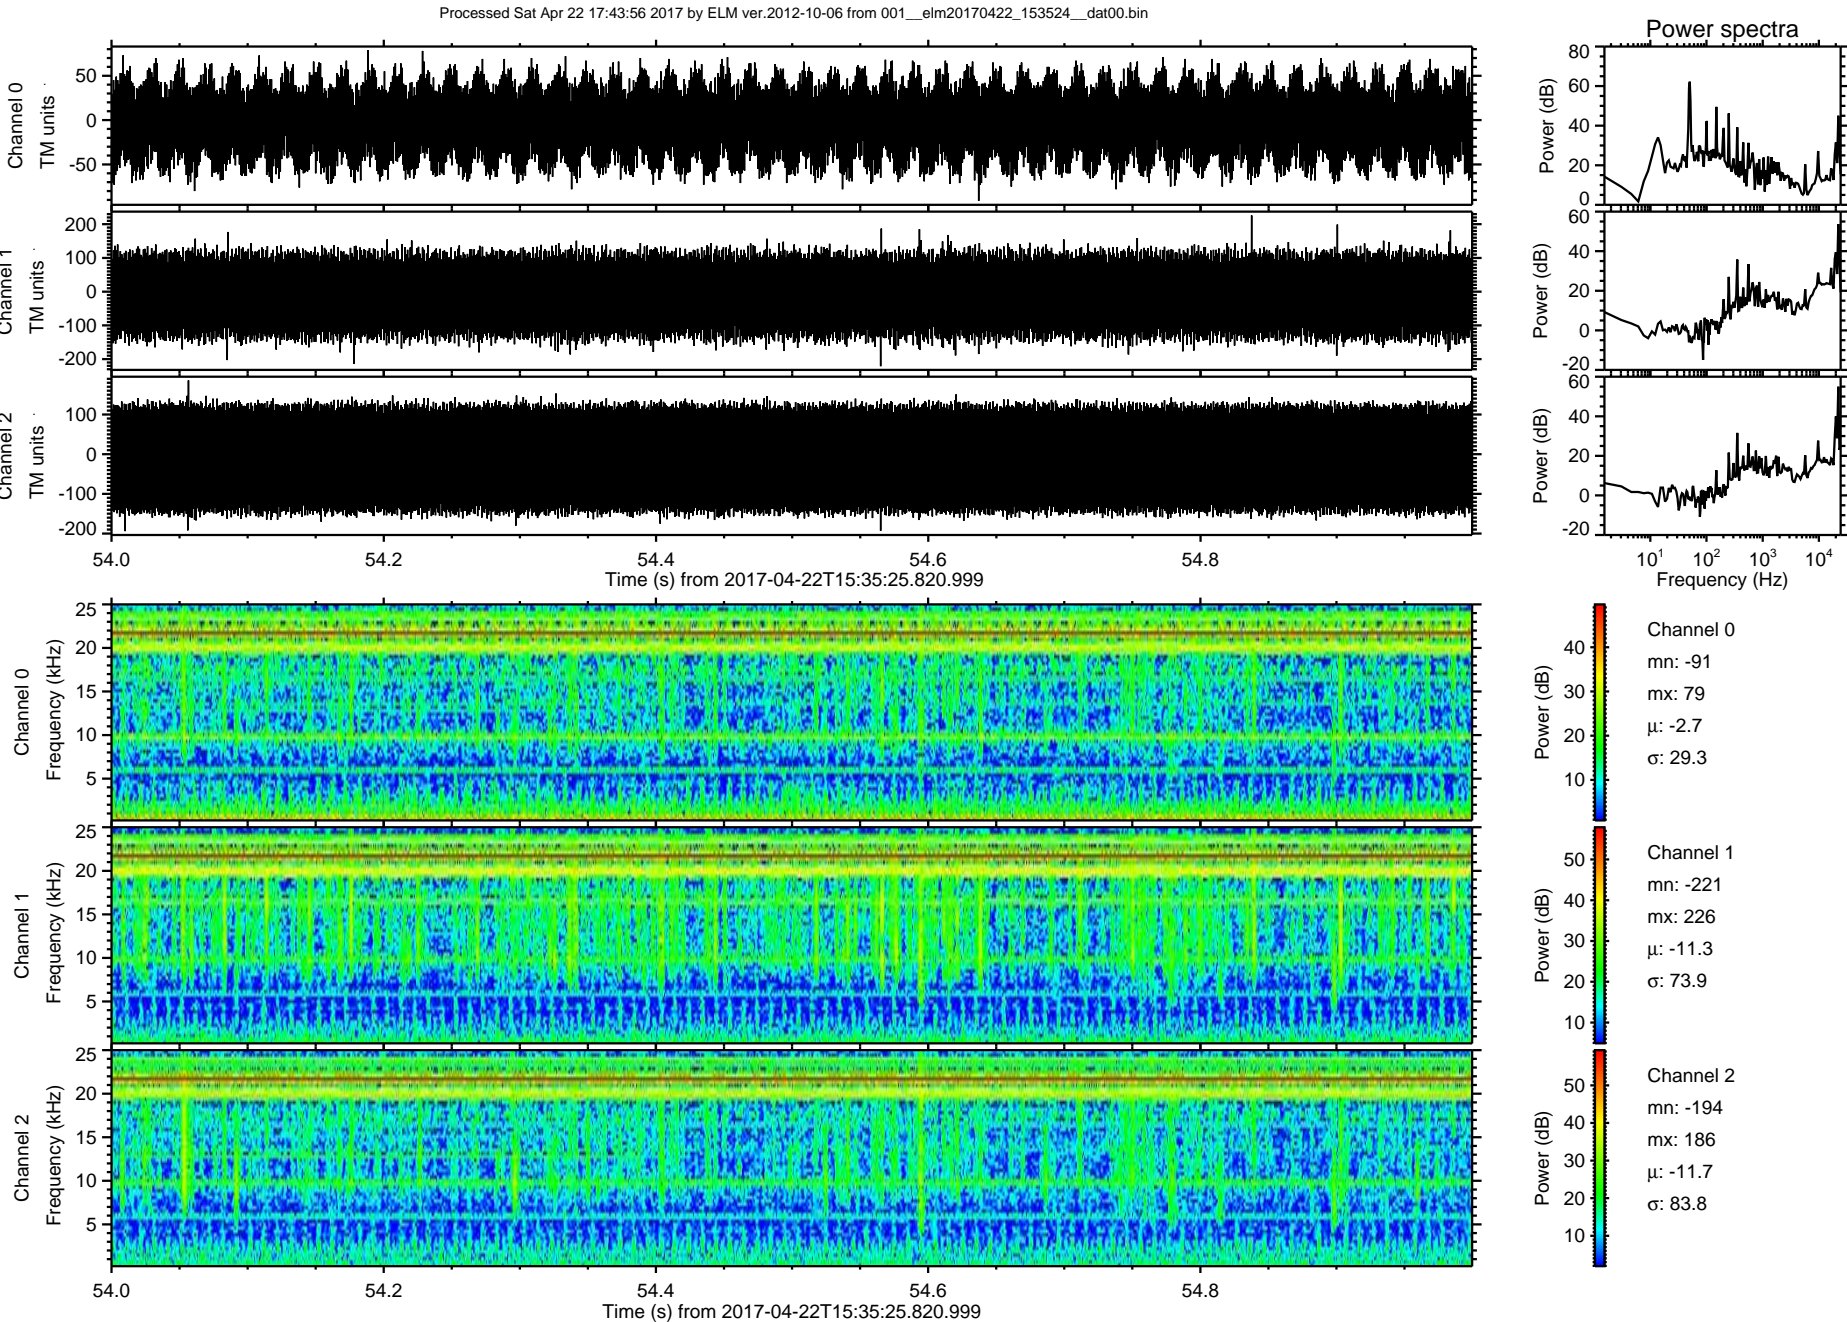 Processed Sat Apr 22 17:43:56 2017 by ELM ver.2012-10-06 from 001__elm20170422_153524__dat00.bin
Power spectra
Channel 0
TM units
50
0
-50
Power (dB)
80
60
40
20
0
Channel 1
TM units
200
100
0
-100
-200
Power (dB)
60
40
20
0
-20
Channel 2
TM units
100
0
-100
-200
Power (dB)
60
40
20
0
-20
54.0 54.2 54.4 54.6 54.8
Time (s) from 2017-04-22T15:35:25.820.999
10^1 10^2 10^3 10^4
Frequency (Hz)
Channel 0
Frequency (kHz)
25
20
15
10
5
Power (dB)
40
30
20
10
Channel 0
mn: -91
mx: 79
μ: -2.7
σ: 29.3
Channel 1
Frequency (kHz)
25
20
15
10
5
Power (dB)
50
40
30
20
10
Channel 1
mn: -221
mx: 226
μ: -11.3
σ: 73.9
Channel 2
Frequency (kHz)
25
20
15
10
5
Power (dB)
50
40
30
20
10
Channel 2
mn: -194
mx: 186
μ: -11.7
σ: 83.8
54.0 54.2 54.4 54.6 54.8
Time (s) from 2017-04-22T15:35:25.820.999